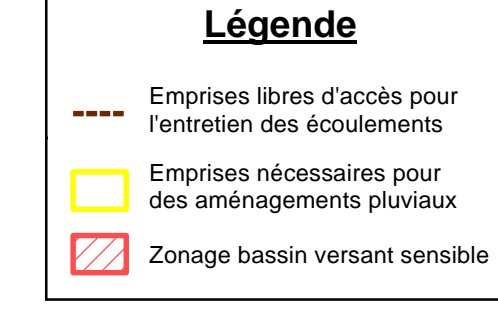 Légende
Emprises libres d'accès pour
l'entretien des écoulements
Emprises nécessaires pour
des aménagements pluviaux
Zonage bassin versant sensible